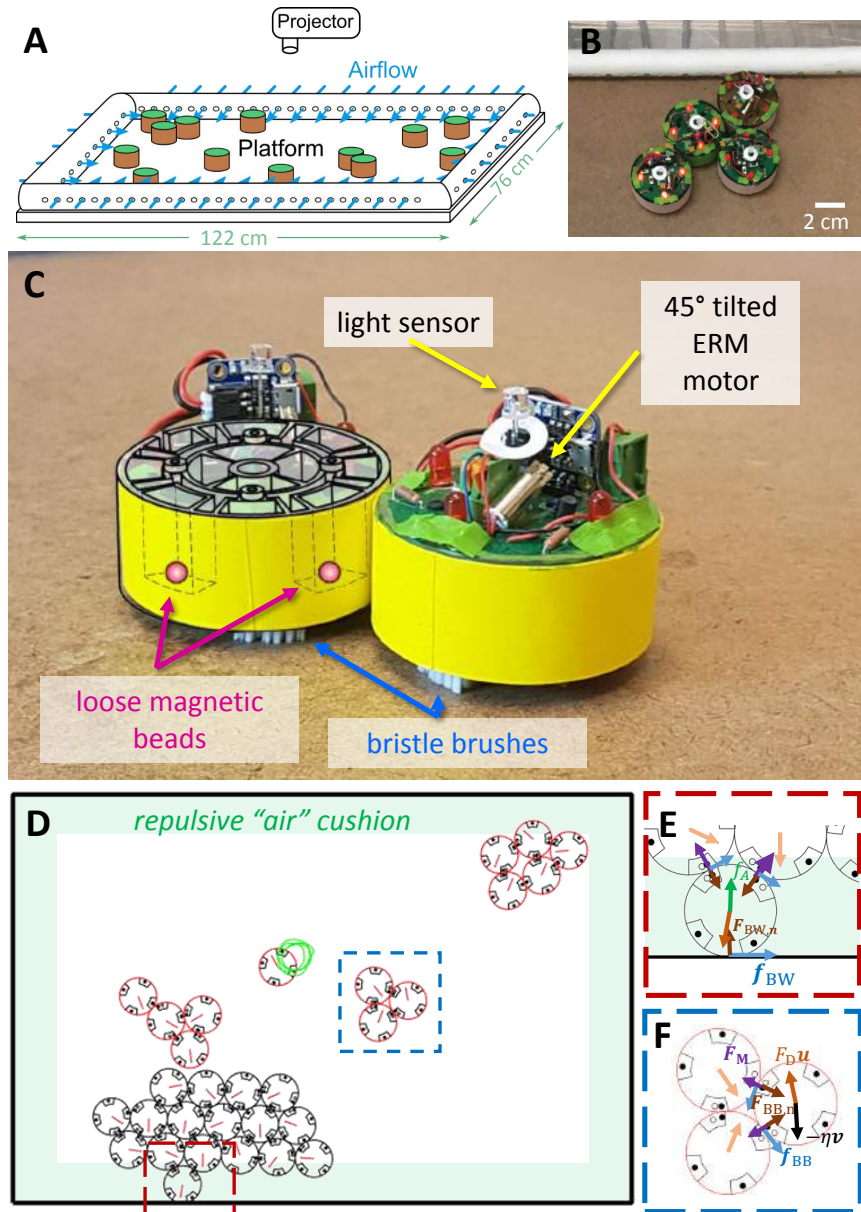 A
Projector
Airflow
Platform
76 cm
122 cm
B
2 cm
C
light sensor
45° tilted
ERM
motor
loose magnetic
beads
bristle brushes
D
repulsive “air” cushion
E
f_A
F_BW,n
f_BW
F
F_M
F_D u
F_BB,n
−ηv
f_BB